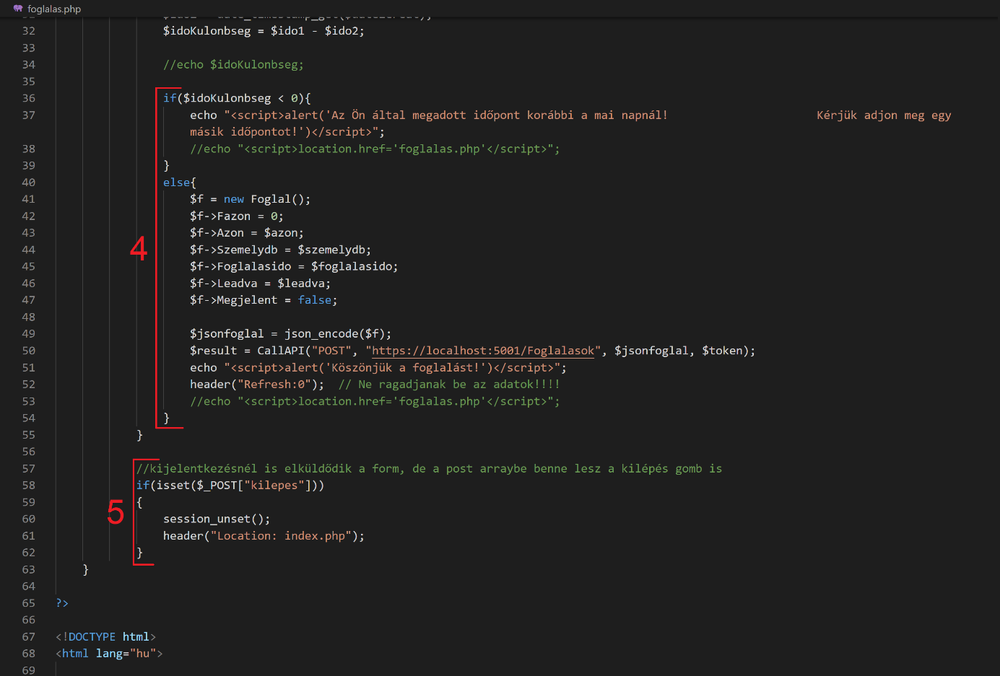 foglalas.php
32 $idoKulonbseg = $ido1 - $ido2;
33
34 //echo $idoKulonbseg;
35
36 if($idoKulonbseg < 0){
37 echo "<script>alert('Az Ön által megadott időpont korábbi a mai napnál! Kérjük adjon meg egy
másik időpontot!')</script>";
38 //echo "<script>location.href='foglalas.php'</script>";
39 }
40 else{
41 $f = new Foglal();
42 $f->Fazon = 0;
43 $f->Azon = $azon;
4
44 $f->Szemelydb = $szemelydb;
45 $f->Foglalasido = $foglalasido;
46 $f->Leadva = $leadva;
47 $f->Megjelent = false;
48
49 $jsonfoglal = json_encode($f);
50 $result = CallAPI("POST", "https://localhost:5001/Foglalasok", $jsonfoglal, $token);
51 echo "<script>alert('Köszönjük a foglalást!')</script>";
52 header("Refresh:0"); // Ne ragadjanak be az adatok!!!!
53 //echo "<script>location.href='foglalas.php'</script>";
54 }
55 }
56
57 //kijelentkezésnél is elküldődik a form, de a post arraybe benne lesz a kilépés gomb is
58 if(isset($_POST["kilepes"]))
59 {
5
60 session_unset();
61 header("Location: index.php");
62 }
63 }
64
65 ?>
66
67 <!DOCTYPE html>
68 <html lang="hu">
69